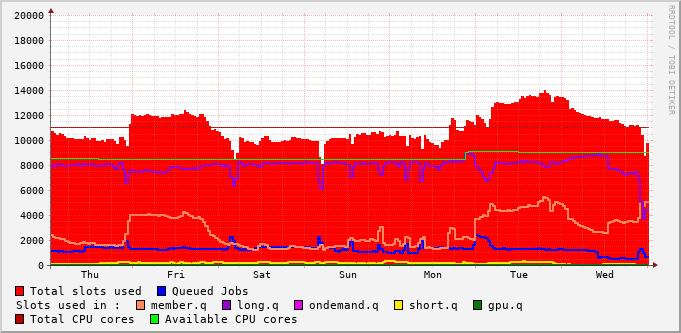 20000
18000
16000
14000
12000
10000
8000
6000
4000
2000
0
Thu Fri Sat Sun Mon Tue Wed
RRDTOOL / TOBI OETIKER
Total slots used Queued Jobs
Slots used in : member.q long.q ondemand.q short.q gpu.q
Total CPU cores Available CPU cores